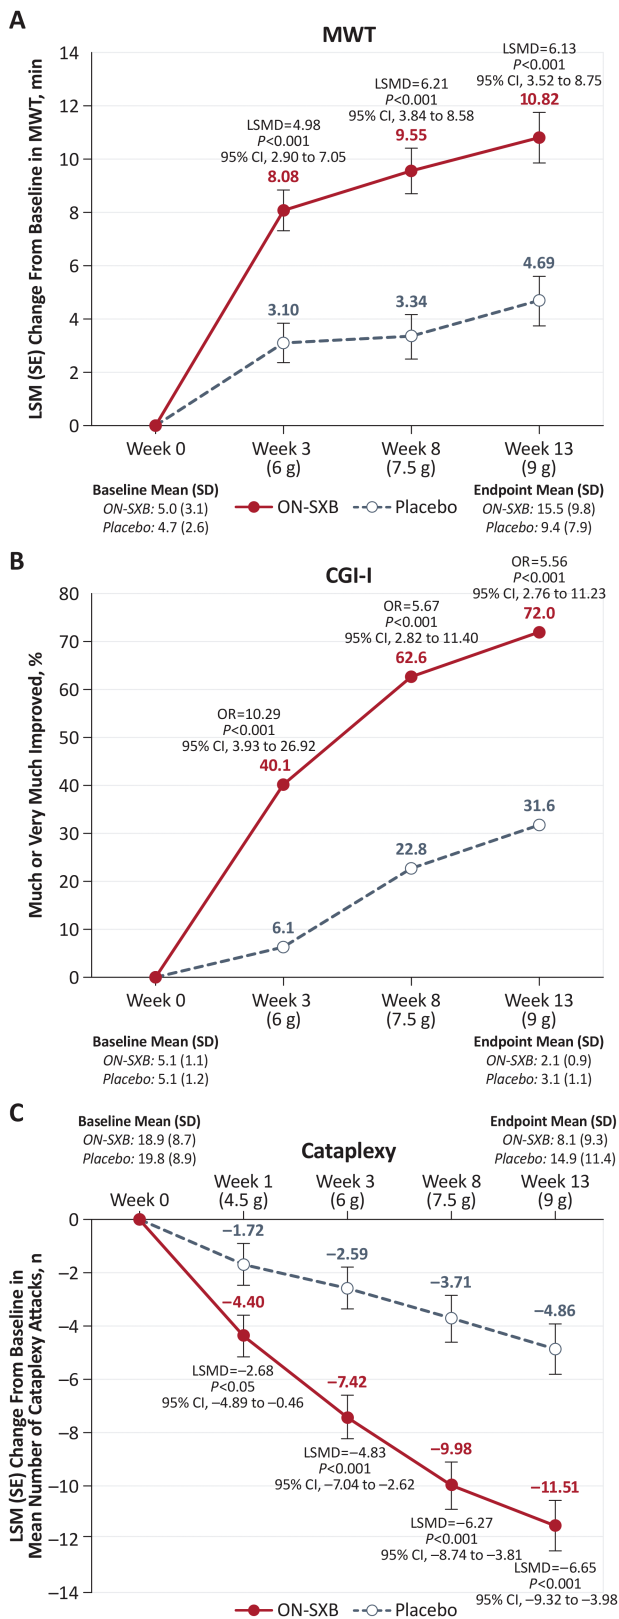 A
MWT
LSM (SE) Change From Baseline in MWT, min
14
12
10
8
6
4
2
0
LSMD=4.98
P<0.001
95% CI, 2.90 to 7.05
8.08
LSMD=6.21
P<0.001
95% CI, 3.84 to 8.58
9.55
LSMD=6.13
P<0.001
95% CI, 3.52 to 8.75
10.82
3.10
3.34
4.69
Week 0
Week 3
(6 g)
Week 8
(7.5 g)
Week 13
(9 g)
Baseline Mean (SD)
ON-SXB: 5.0 (3.1)
Placebo: 4.7 (2.6)
ON-SXB
Placebo
Endpoint Mean (SD)
ON-SXB: 15.5 (9.8)
Placebo: 9.4 (7.9)
B
CGI-I
Much or Very Much Improved, %
80
70
60
50
40
30
20
10
0
OR=10.29
P<0.001
95% CI, 3.93 to 26.92
40.1
OR=5.67
P<0.001
95% CI, 2.82 to 11.40
62.6
OR=5.56
P<0.001
95% CI, 2.76 to 11.23
72.0
6.1
22.8
31.6
Week 0
Week 3
(6 g)
Week 8
(7.5 g)
Week 13
(9 g)
Baseline Mean (SD)
ON-SXB: 5.1 (1.1)
Placebo: 5.1 (1.2)
Endpoint Mean (SD)
ON-SXB: 2.1 (0.9)
Placebo: 3.1 (1.1)
C
Baseline Mean (SD)
ON-SXB: 18.9 (8.7)
Placebo: 19.8 (8.9)
Cataplexy
Endpoint Mean (SD)
ON-SXB: 8.1 (9.3)
Placebo: 14.9 (11.4)
Week 0
Week 1
(4.5 g)
Week 3
(6 g)
Week 8
(7.5 g)
Week 13
(9 g)
LSM (SE) Change From Baseline in
Mean Number of Cataplexy Attacks, n
0
−2
−4
−6
−8
−10
−12
−14
−1.72
−2.59
−3.71
−4.86
−4.40
LSMD=−2.68
P<0.05
95% CI, −4.89 to −0.46
−7.42
LSMD=−4.83
P<0.001
95% CI, −7.04 to −2.62
−9.98
LSMD=−6.27
P<0.001
95% CI, −8.74 to −3.81
−11.51
LSMD=−6.65
P<0.001
95% CI, −9.32 to −3.98
ON-SXB
Placebo